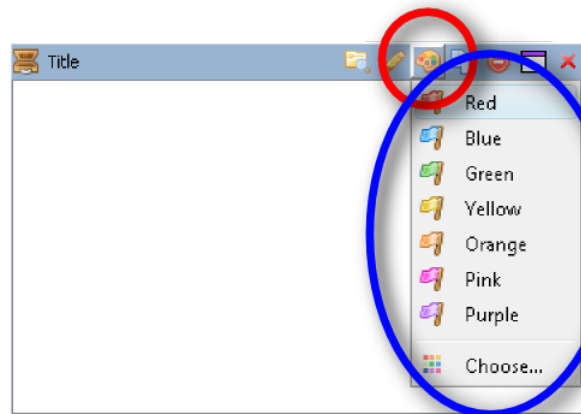 Title
Red
Blue
Green
Yellow
Orange
Pink
Purple
Choose...